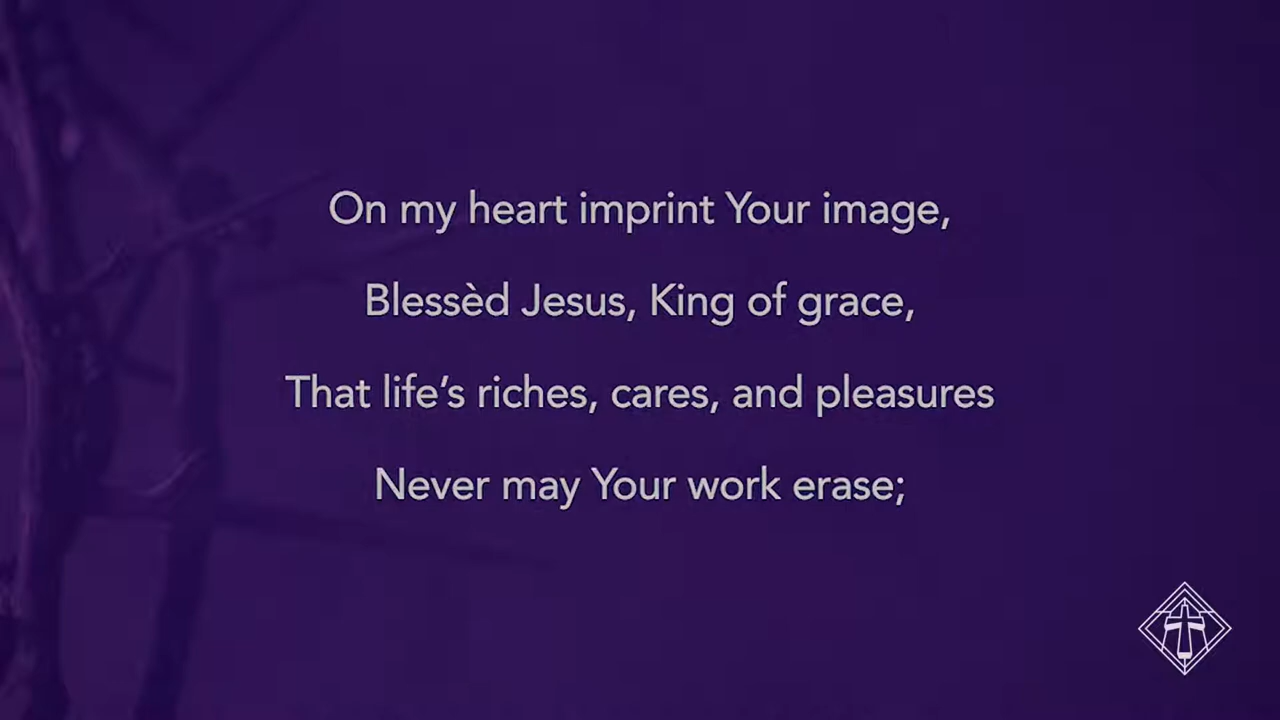 On my heart imprint Your image,
Blessèd Jesus, King of grace,
That life’s riches, cares, and pleasures
Never may Your work erase;